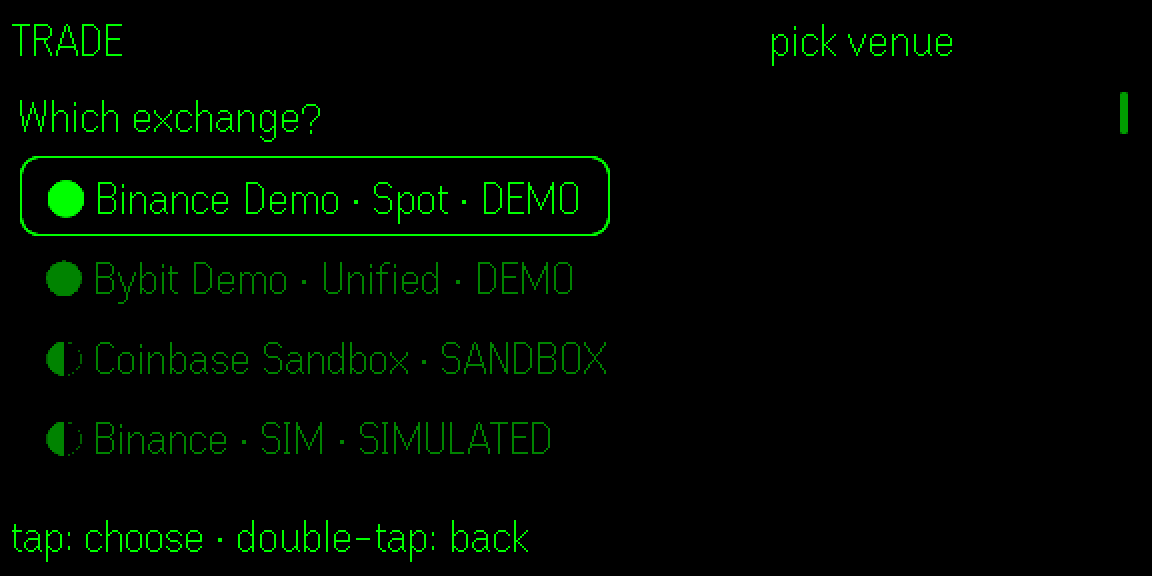 TRADE pick venue
Which exchange?
Binance Demo · Spot · DEMO
Bybit Demo · Unified · DEMO
Coinbase Sandbox · SANDBOX
Binance · SIM · SIMULATED
tap: choose · double-tap: back